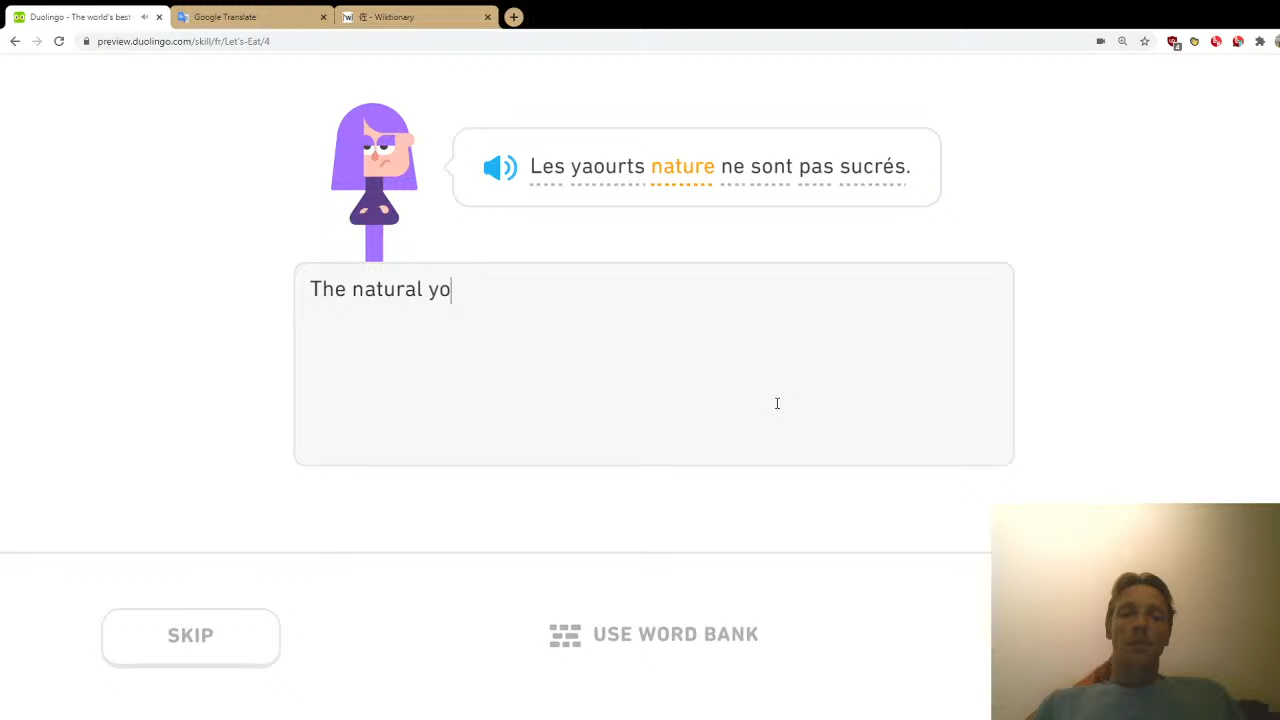 Duolingo - The world's best
Google Translate
- Wiktionary
preview.duolingo.com/skill/fr/Let's-Eat/4
4
Les yaourts nature ne sont pas sucrés.
The natural yo
SKIP
USE WORD BANK